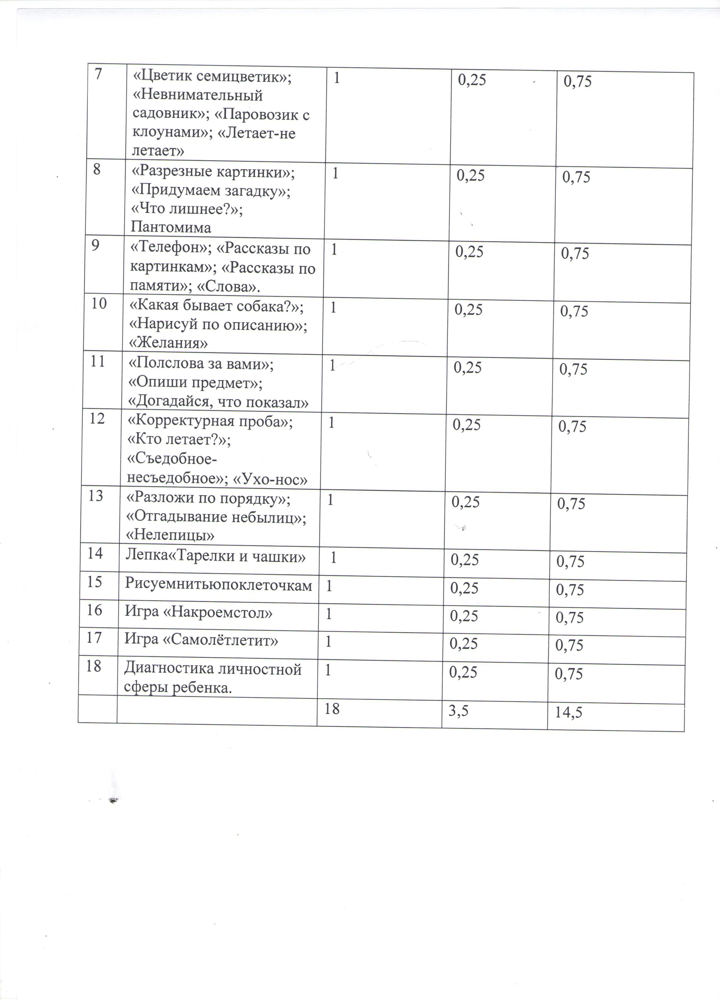 7 «Цветик семицветик»; 1 0,25 0,75
«Невнимательный
садовник»; «Паровозик с
клоунами»; «Летает-не
летает»
8 «Разрезные картинки»; 1 0,25 0,75
«Придумаем загадку»;
«Что лишнее?»;
Пантомима
9 «Телефон»; «Рассказы по 1 0,25 0,75
картинкам»; «Рассказы по
памяти»; «Слова».
10 «Какая бывает собака?»; 1 0,25 0,75
«Нарисуй по описанию»;
«Желания»
11 «Полслова за вами»; 1 0,25 0,75
«Опиши предмет»;
«Догадайся, что показал»
12 «Корректурная проба»; 1 0,25 0,75
«Кто летает?»;
«Съедобное-
несъедобное»; «Ухо-нос»
13 «Разложи по порядку»; 1 0,25 0,75
«Отгадывание небылиц»;
«Нелепицы»
14 Лепка«Тарелки и чашки» 1 0,25 0,75
15 Рисуемнитьюпоклеточкам 1 0,25 0,75
16 Игра «Накроемстол» 1 0,25 0,75
17 Игра «Самолётлетит» 1 0,25 0,75
18 Диагностика личностной 1 0,25 0,75
сферы ребенка.
18 3,5 14,5